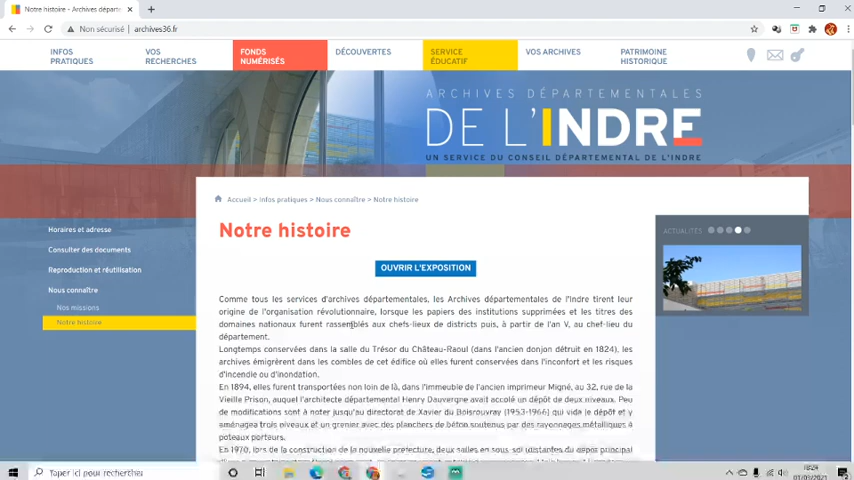 Notre histoire – Archives départe
Non sécurisé | archives36.fr
INFOS
PRATIQUES
VOS
RECHERCHES
FONDS
NUMÉRISÉS
DÉCOUVERTES
SERVICE
ÉDUCATIF
VOS ARCHIVES
PATRIMOINE
HISTORIQUE
ARCHIVES DÉPARTEMENTALES
DE L'INDRE
UN SERVICE DU CONSEIL DÉPARTEMENTAL DE L'INDRE
Accueil > Infos pratiques > Nous connaître > Notre histoire
Horaires et adresse
Consulter des documents
Reproduction et réutilisation
Nous connaître
Nos missions
Notre histoire
Notre histoire
OUVRIR L'EXPOSITION
ACTUALITÉS
Comme tous les services d'archives départementales, les Archives départementales de l'Indre tirent leur
origine de l'organisation révolutionnaire, lorsque les papiers des institutions supprimées et les titres des
domaines nationaux furent rassemblés aux chefs-lieux de districts puis, à partir de l'an V, au chef-lieu du
département.
Longtemps conservées dans la salle du Trésor du Château-Raoul (dans l'ancien donjon détruit en 1824), les
archives émigrèrent dans les combles de cet édifice où elles furent conservées dans l'inconfort et les risques
d'incendie ou d'inondation.
En 1894, elles furent transportées non loin de là, dans l'immeuble de l'ancien imprimeur Migné, au 32, rue de la
Vieille Prison, auquel l'architecte départemental Henry Dauvergne avait accolé un dépôt de deux niveaux. Peu
de modifications sont à noter jusqu'au directorat de Xavier du Boisrouvray (1953-1966) qui vida le dépôt et y
aménagea trois niveaux et un grenier avec des planchers de béton soutenus par des rayonnages métalliques à
poteaux porteurs.
En 1970, lors de la construction de la nouvelle préfecture, deux salles en sous-sol distantes du dépôt principal
Taper ici pour rechercher
18:24
01/09/2021